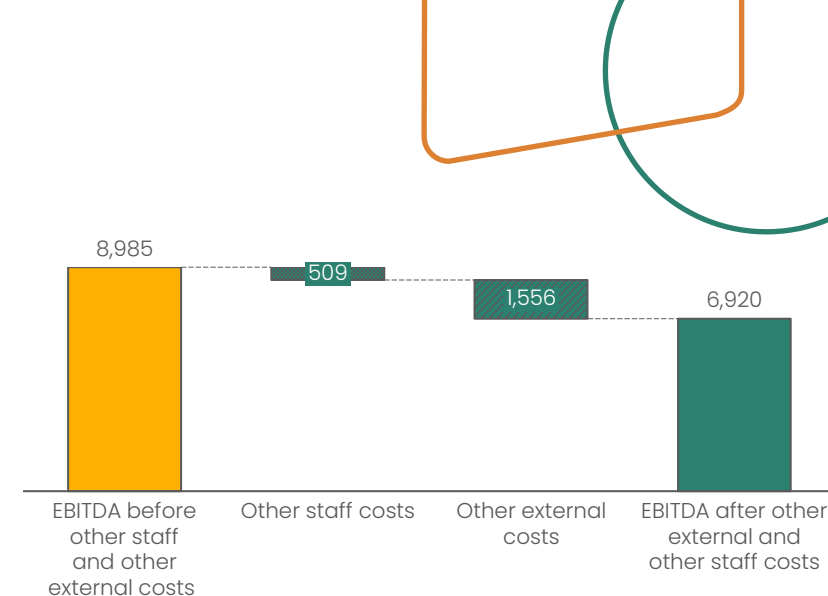 8,985
509
1,556
6,920
EBITDA before
other staff
and other
external costs
Other staff costs
Other external
costs
EBITDA after other
external and
other staff costs